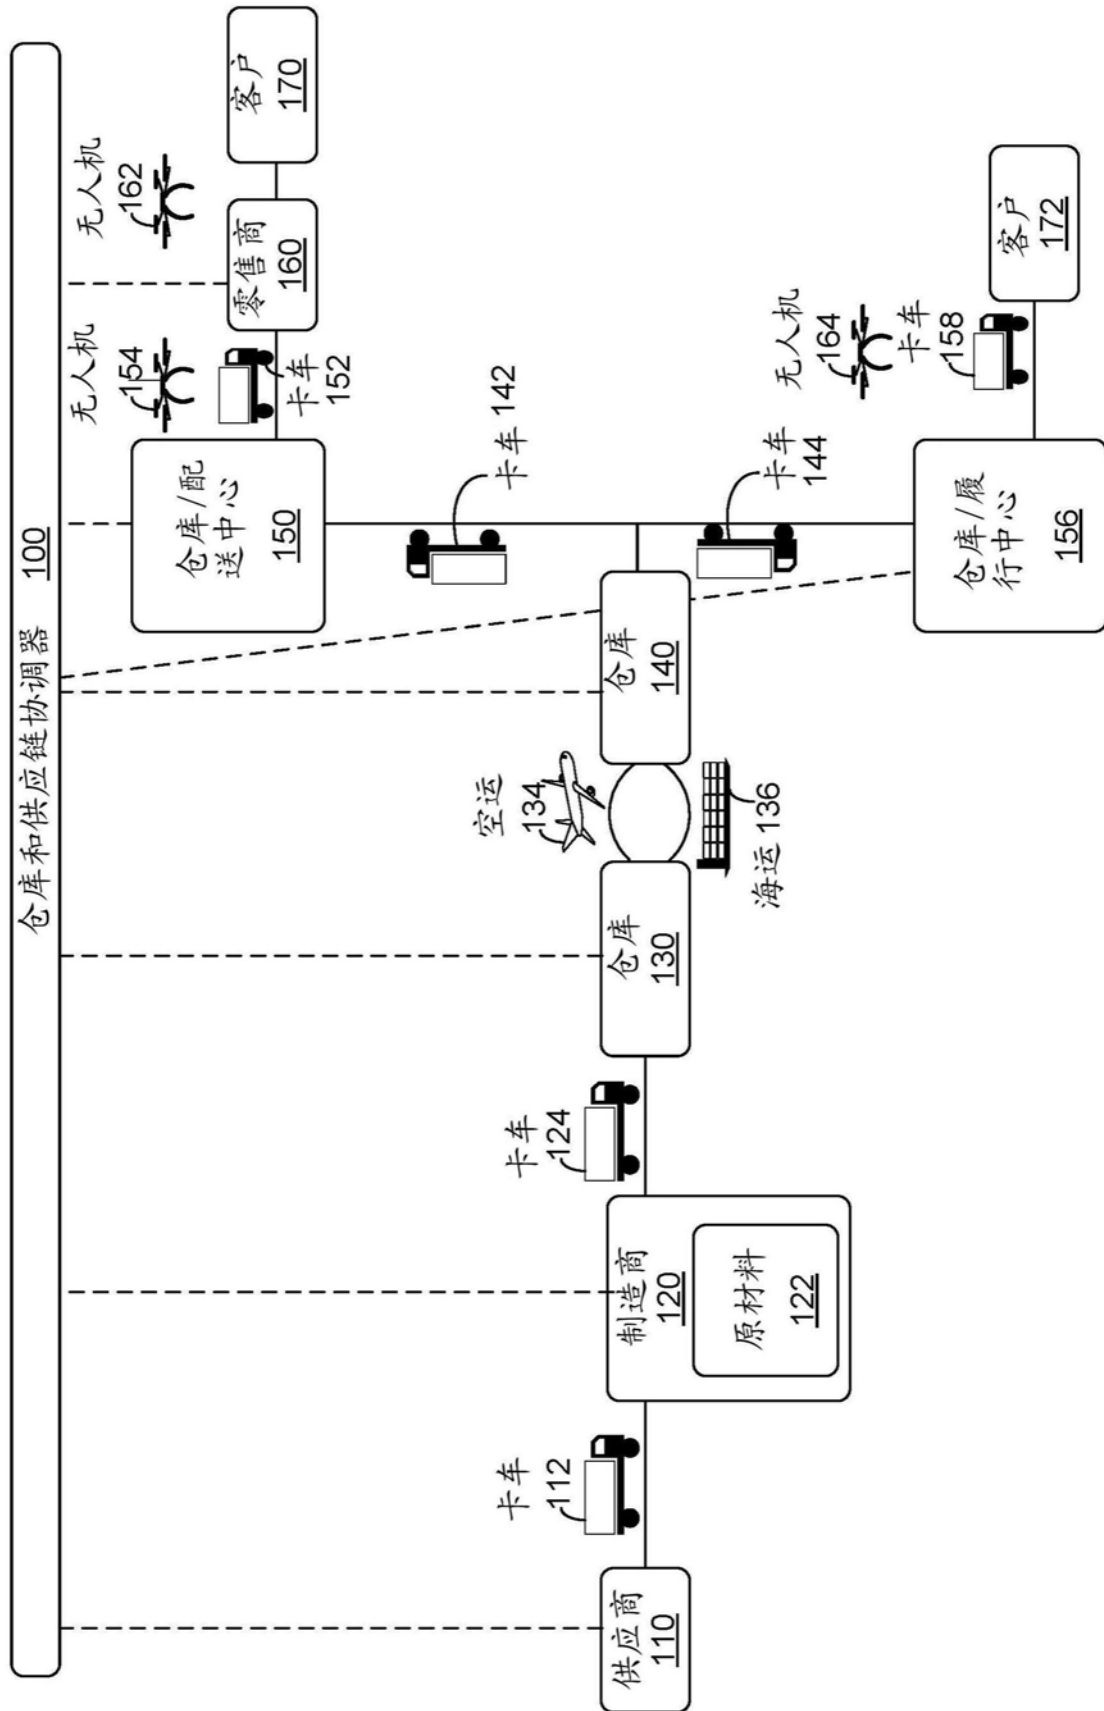 仓库和供应链协调器 100
供应商
110
卡车
112
制造商
120
原材料
122
卡车
124
仓库
130
空运
134
海运 136
仓库
140
卡车 142
卡车
144
仓库/配
送中心
150
卡车
152
无人机
154
仓库/履
行中心
156
卡车
158
零售商
160
无人机
162
无人机
164
客户
170
客户
172